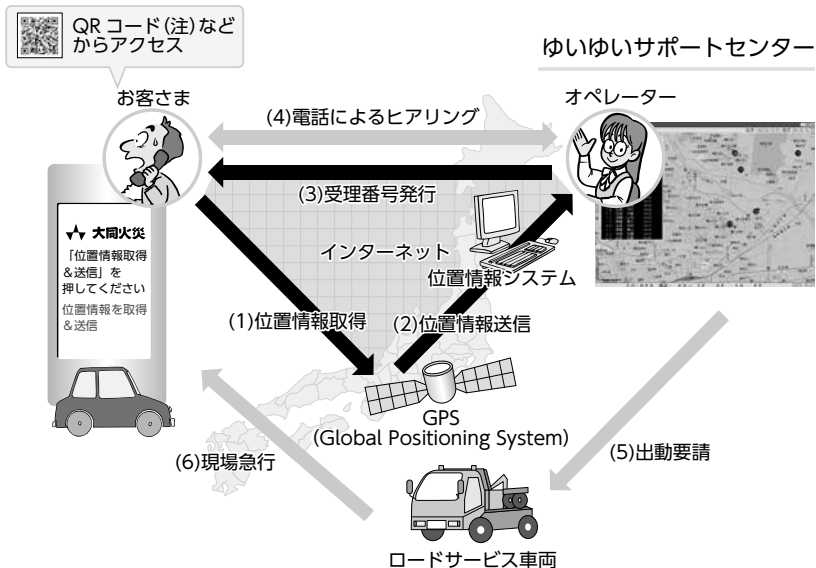 QRコード(注)など
からアクセス
ゆいゆいサポートセンター
お客さま
オペレーター
(4)電話によるヒアリング
(3)受理番号発行
インターネット
位置情報システム
大同火災
「位置情報取得
&送信」を
押してください
位置情報を取得
&送信
(1)位置情報取得
(2)位置情報送信
GPS
(Global Positioning System)
(6)現場急行
(5)出動要請
ロードサービス車両